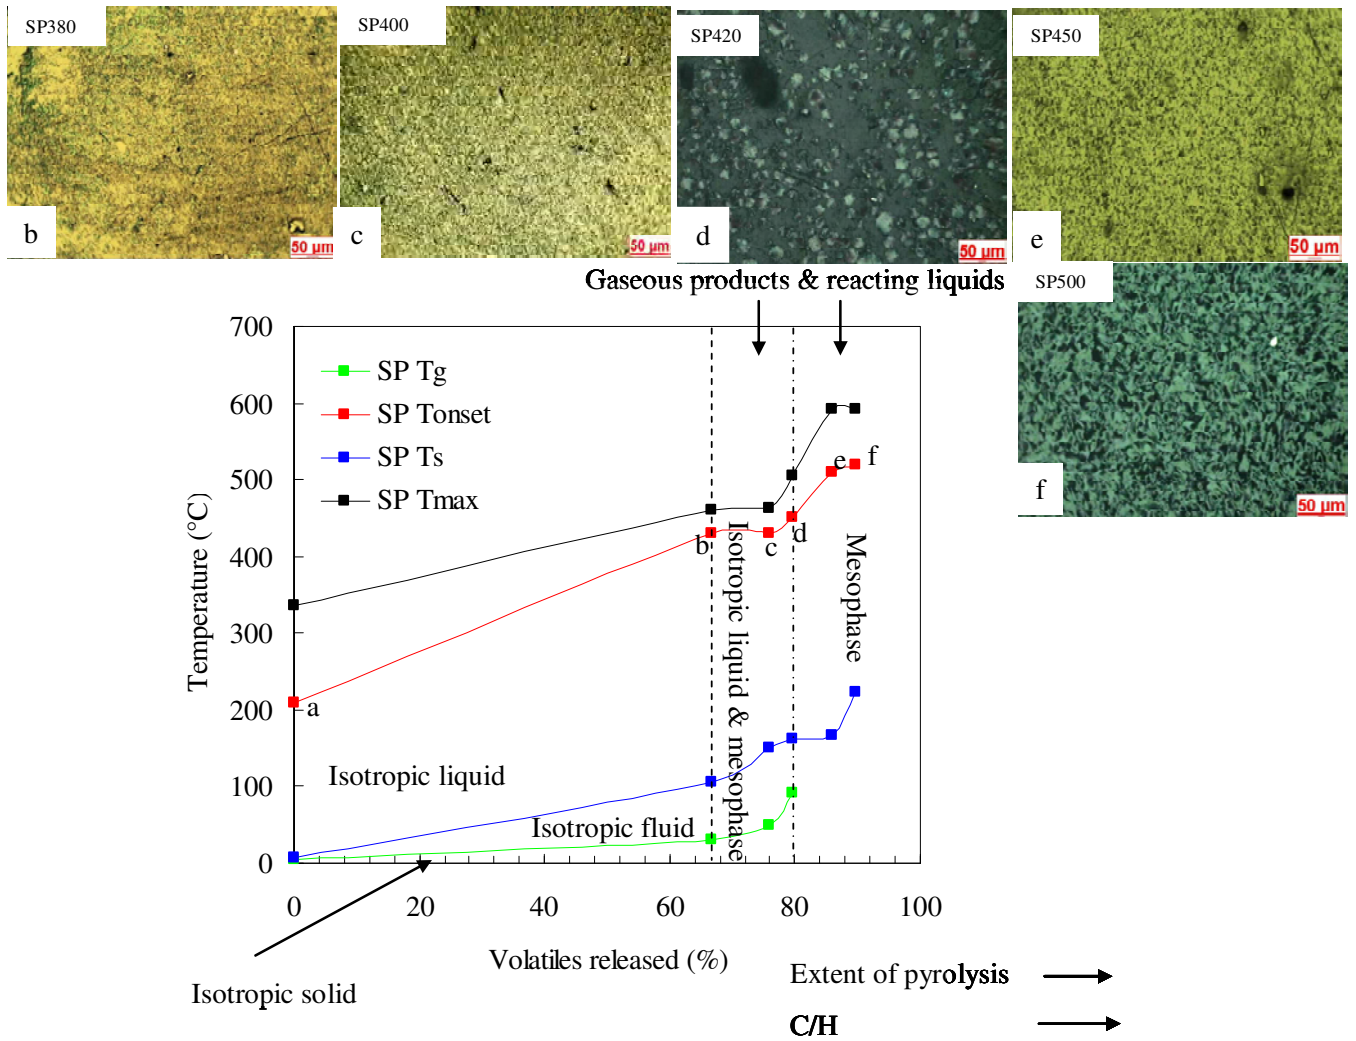 SP380
SP400
SP420
SP450
b
c
d
e
50 µm
50 µm
50 µm
50 µm
Gaseous products & reacting liquids
SP500
f
50 µm
700
600
500
400
300
200
100
0
Temperature (°C)
SP Tg
SP Tonset
SP Ts
SP Tmax
a
b
c
d
e
f
Isotropic liquid
Isotropic fluid
Isotropic liquid & mesophase
Mesophase
0
20
40
60
80
100
Volatiles released (%)
Isotropic solid
Extent of pyrolysis
C/H